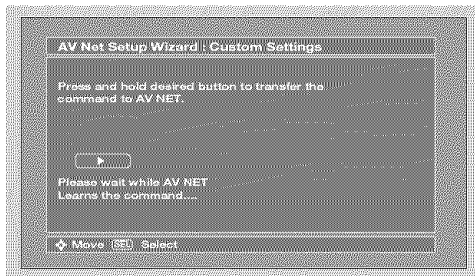 AV Net Setup Wizard : Custom Settings
Press and hold desired button to transfer the
command to AV NET.
Please wait while AV NET
Learns the command....
Move SEL Select